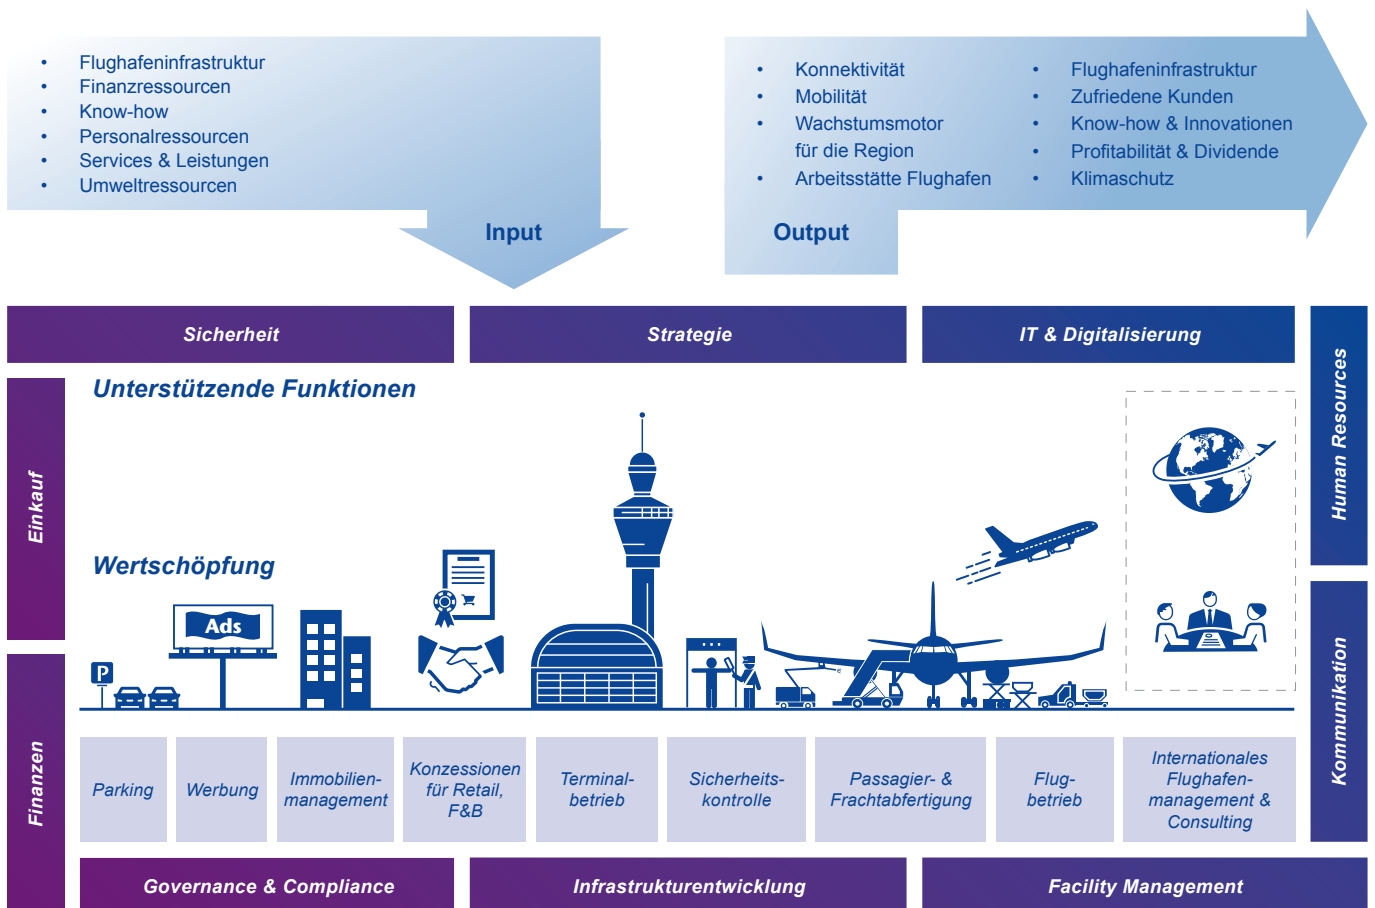 • Flughafeninfrastruktur
• Finanzressourcen
• Know-how
• Personalressourcen
• Services & Leistungen
• Umweltressourcen
Input
• Konnektivität
• Mobilität
• Wachstumsmotor
für die Region
• Arbeitsstätte Flughafen
• Flughafeninfrastruktur
• Zufriedene Kunden
• Know-how & Innovationen
• Profitabilität & Dividende
• Klimaschutz
Output
Sicherheit
Strategie
IT & Digitalisierung
Human Resources
Einkauf
Unterstützende Funktionen
Wertschöpfung
Ads
P
Finanzen
Kommunikation
Parking
Werbung
Immobilien-
management
Konzessionen
für Retail,
F&B
Terminal-
betrieb
Sicherheits-
kontrolle
Passagier- &
Frachtabfertigung
Flug-
betrieb
Internationales
Flughafen-
management &
Consulting
Governance & Compliance
Infrastrukturentwicklung
Facility Management